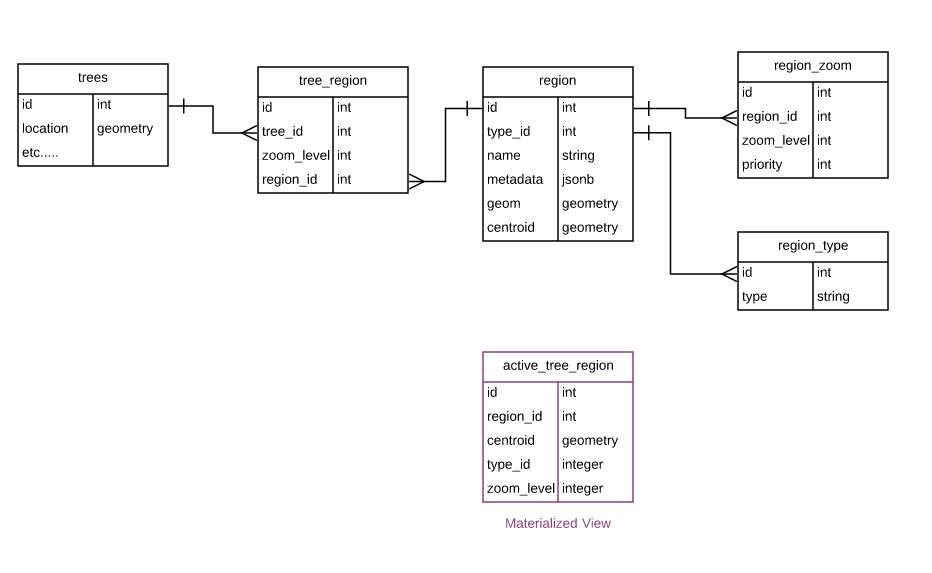 trees
id int
location geometry
etc.....
tree_region
id int
tree_id int
zoom_level int
region_id int
region
id int
type_id int
name string
metadata jsonb
geom geometry
centroid geometry
region_zoom
id int
region_id int
zoom_level int
priority int
region_type
id int
type string
active_tree_region
id int
region_id int
centroid geometry
type_id integer
zoom_level integer
Materialized View